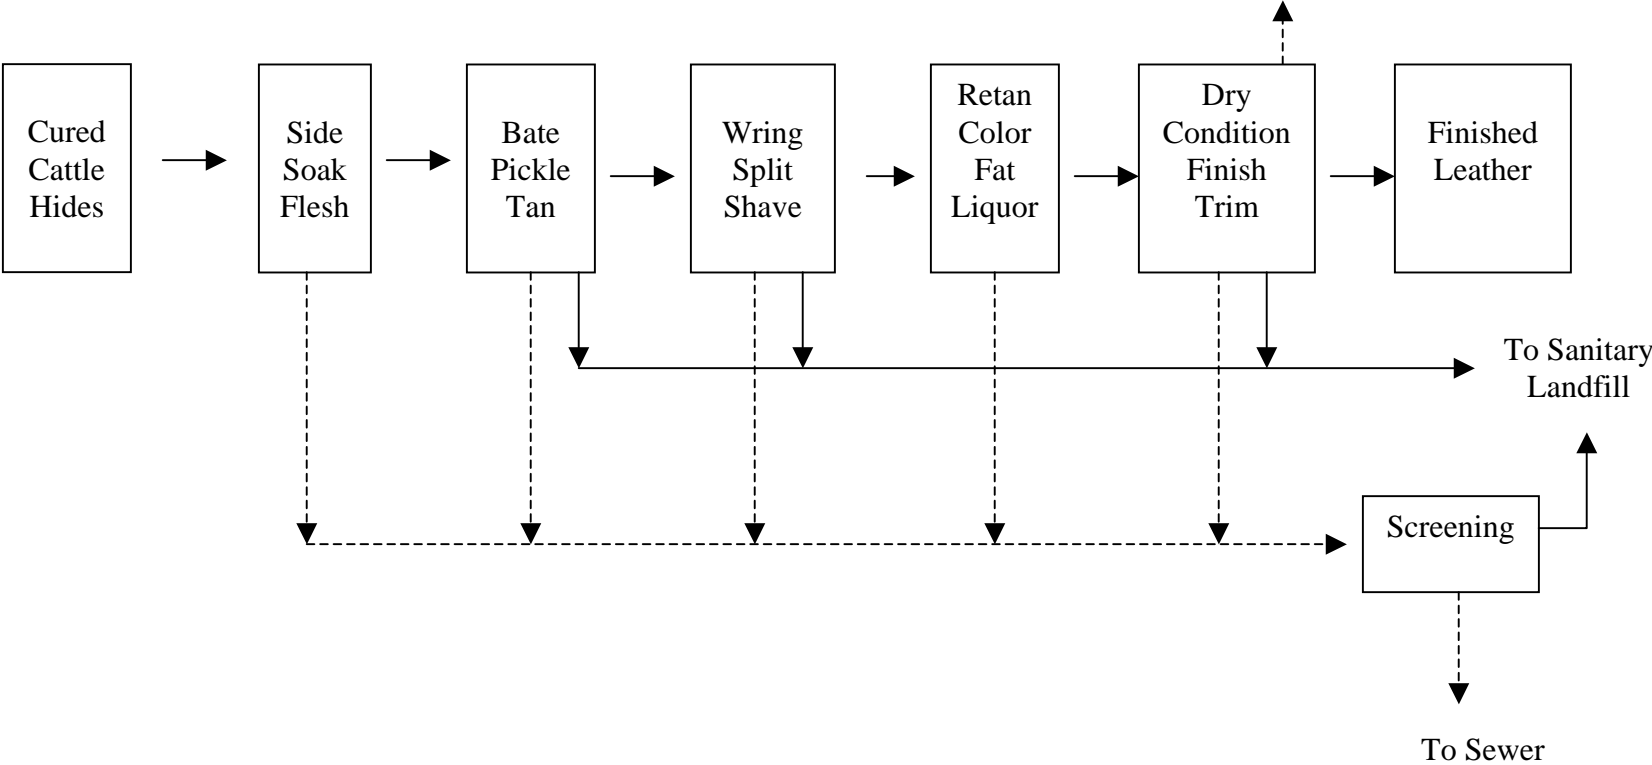 Cured
Cattle
Hides
Side
Soak
Flesh
Bate
Pickle
Tan
Wring
Split
Shave
Retan
Color
Fat
Liquor
Dry
Condition
Finish
Trim
Finished
Leather
To Sanitary
Landfill
Screening
To Sewer